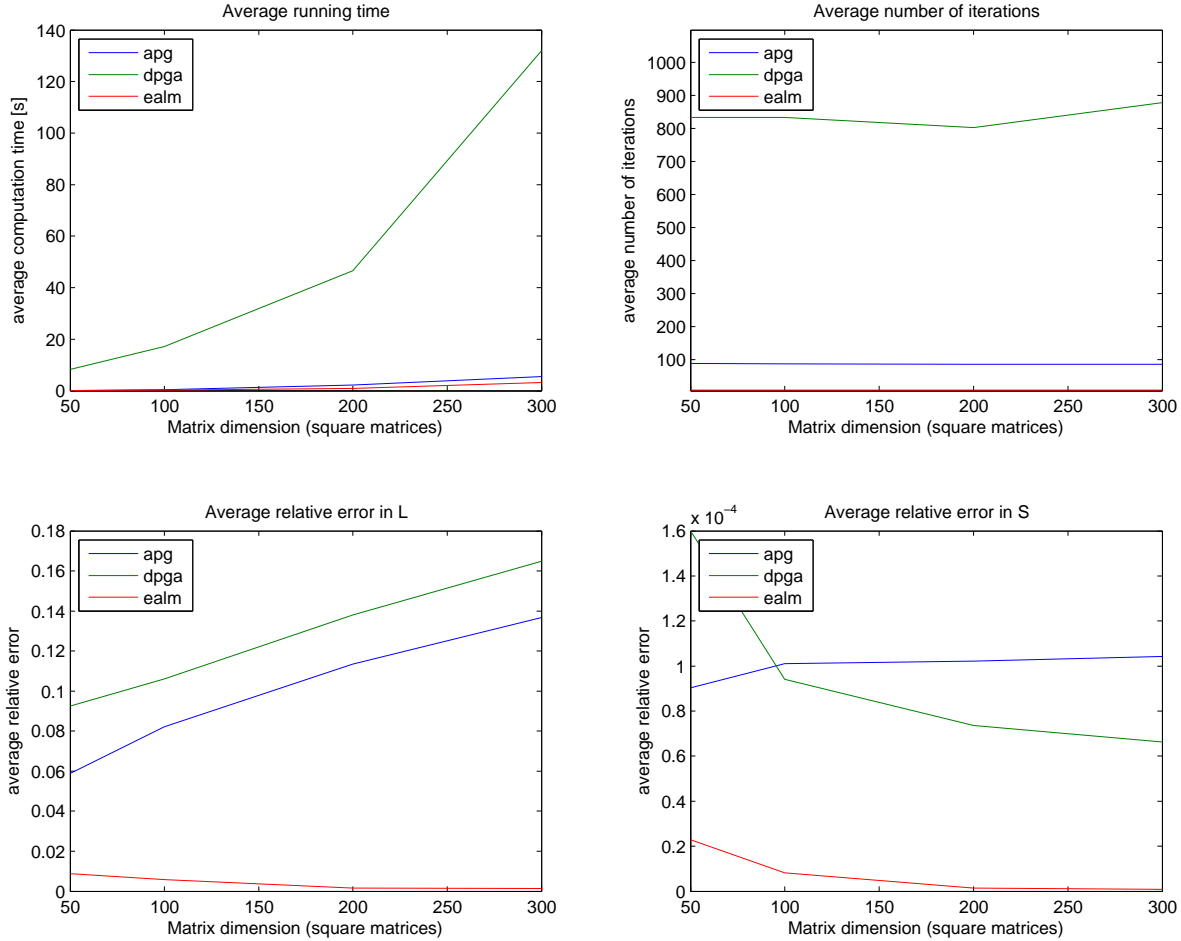 Average running time
140
120
100
80
60
40
20
0
average computation time [s]
apg
dpga
ealm
50 100 150 200 250 300
Matrix dimension (square matrices)
Average number of iterations
1000
900
800
700
600
500
400
300
200
100
average number of iterations
apg
dpga
ealm
50 100 150 200 250 300
Matrix dimension (square matrices)
Average relative error in L
0.18
0.16
0.14
0.12
0.1
0.08
0.06
0.04
0.02
0
average relative error
apg
dpga
ealm
50 100 150 200 250 300
Matrix dimension (square matrices)
x 10⁻⁴
Average relative error in S
1.6
1.4
1.2
1
0.8
0.6
0.4
0.2
0
average relative error
apg
dpga
ealm
50 100 150 200 250 300
Matrix dimension (square matrices)